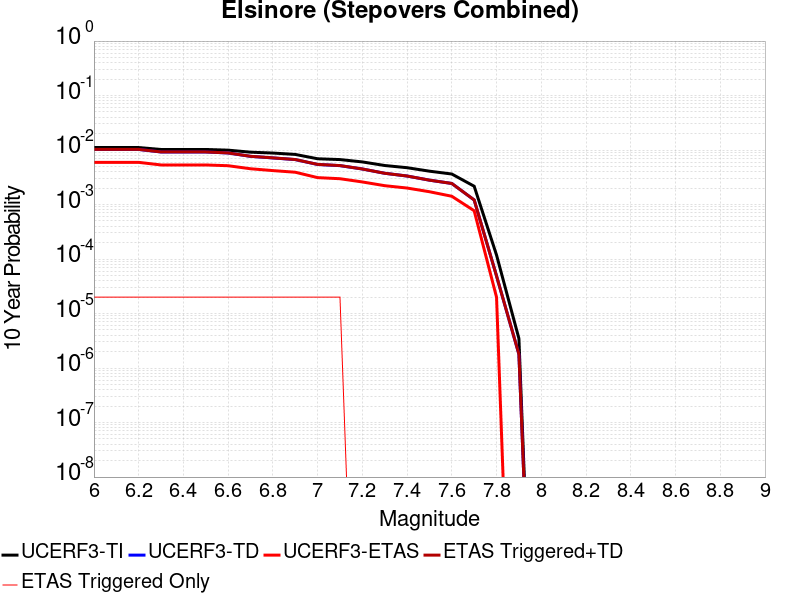 Elsinore (Stepovers Combined)
10 0
10 -1
10 -2
10 -3
10 -4
10 -5
10 -6
10 -7
10 -8
10 Year Probability
6 6.2 6.4 6.6 6.8 7 7.2 7.4 7.6 7.8 8 8.2 8.4 8.6 8.8 9
Magnitude
UCERF3-TI UCERF3-TD UCERF3-ETAS ETAS Triggered+TD
ETAS Triggered Only